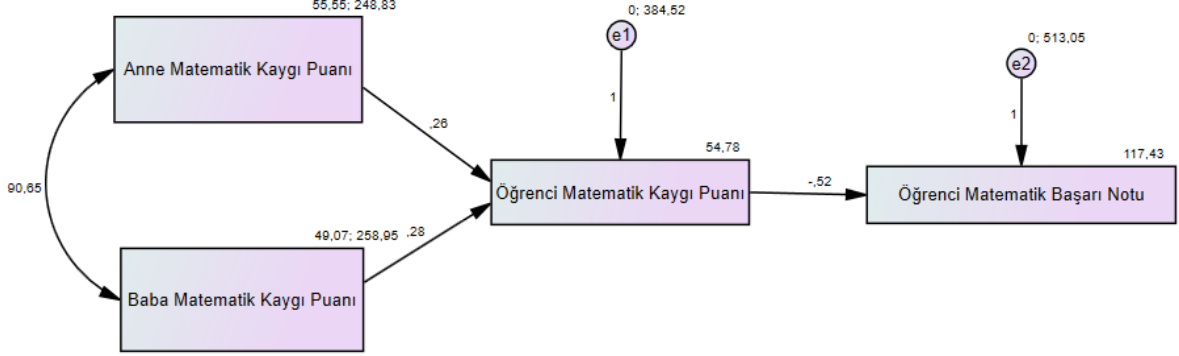 55,55; 248,83
Anne Matematik Kaygı Puanı
0; 384,52
e1
0; 513,05
e2
1
1
,26
90,65
54,78
Öğrenci Matematik Kaygı Puanı
-,52
117,43
Öğrenci Matematik Başarı Notu
49,07; 258,95
,28
Baba Matematik Kaygı Puanı